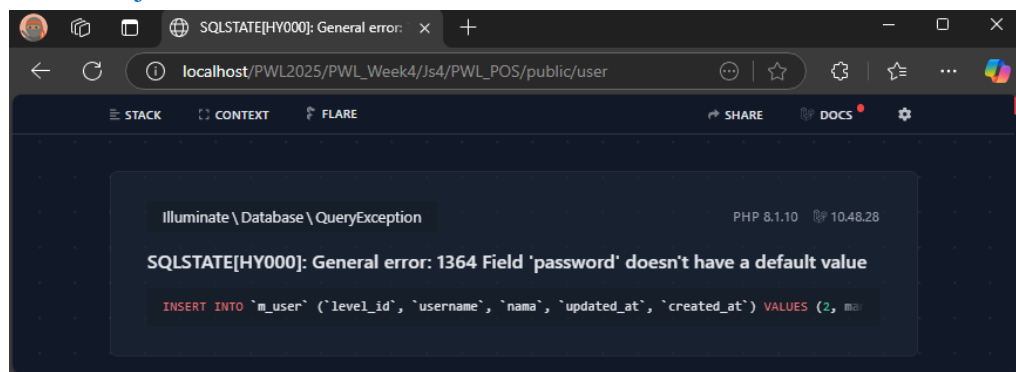 SQLSTATE[HY000]: General error:
localhost/PWL2025/PWL_Week4/Js4/PWL_POS/public/user
STACK CONTEXT FLARE SHARE DOCS
Illuminate\Database\QueryException PHP 8.1.10 10.48.28
SQLSTATE[HY000]: General error: 1364 Field 'password' doesn't have a default value
INSERT INTO `m_user` (`level_id`, `username`, `nama`, `updated_at`, `created_at`) VALUES (2,